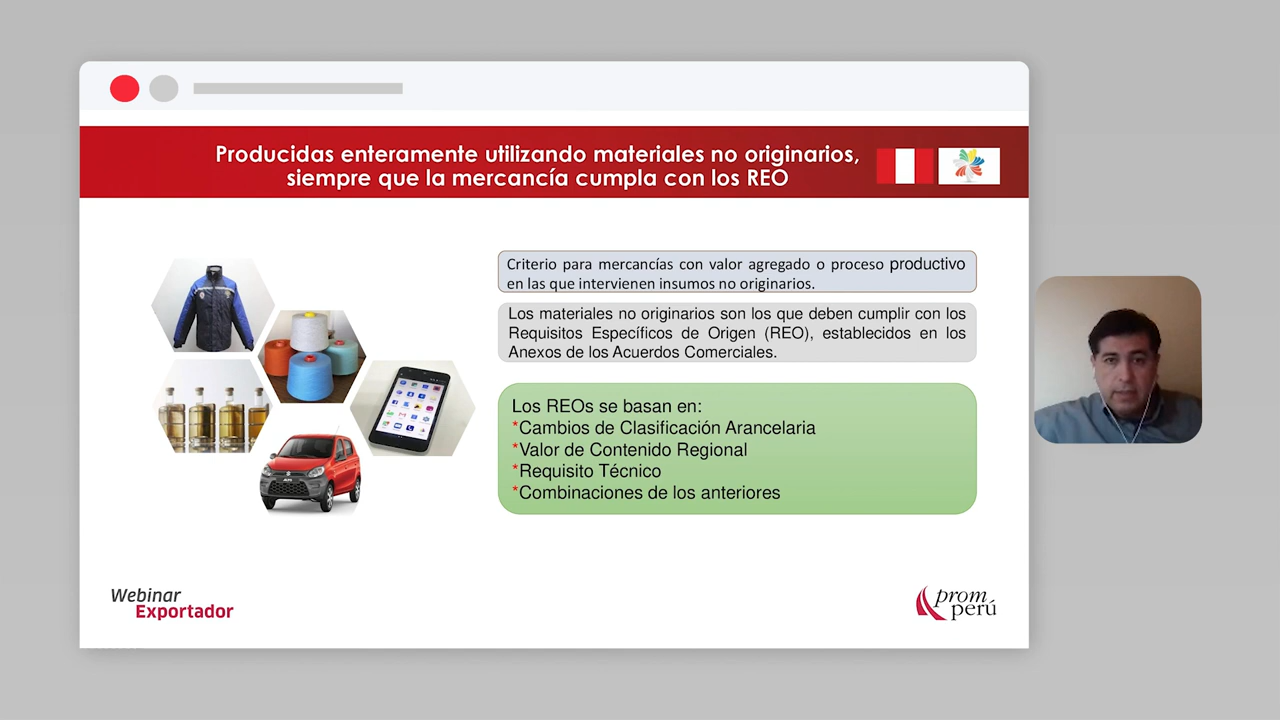 Producidas enteramente utilizando materiales no originarios,
siempre que la mercancía cumpla con los REO
Criterio para mercancías con valor agregado o proceso productivo
en las que intervienen insumos no originarios.
Los materiales no originarios son los que deben cumplir con los
Requisitos Específicos de Origen (REO), establecidos en los
Anexos de los Acuerdos Comerciales.
Los REOs se basan en:
*Cambios de Clasificación Arancelaria
*Valor de Contenido Regional
*Requisito Técnico
*Combinaciones de los anteriores
Webinar
Exportador
prom
perú